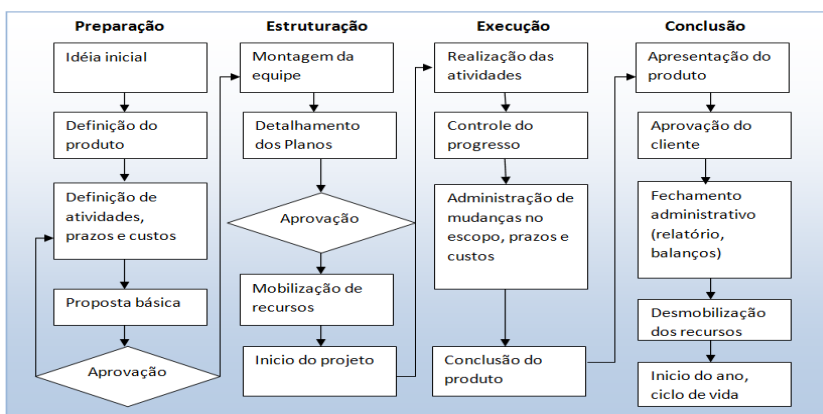 Preparação
Idéia inicial
Definição do
produto
Definição de
atividades,
prazos e custos
Proposta básica
Aprovação
Estruturação
Montagem da
equipe
Detalhamento
dos Planos
Aprovação
Mobilização de
recursos
Inicio do projeto
Execução
Realização das
atividades
Controle do
progresso
Administração de
mudanças no
escopo, prazos e
custos
Conclusão do
produto
Conclusão
Apresentação do
produto
Aprovação do
cliente
Fechamento
administrativo
(relatório,
balanços)
Desmobilização
dos recursos
Inicio do ano,
ciclo de vida